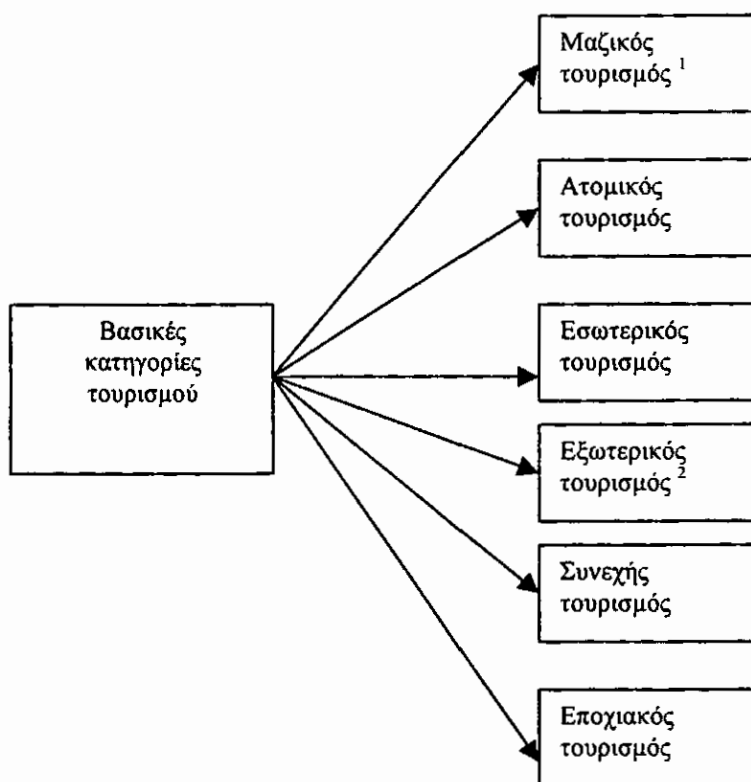 Μαζικός
τουρισμός ¹
Ατομικός
τουρισμός
Βασικές
κατηγορίες
τουρισμού
Εσωτερικός
τουρισμός
Εξωτερικός
τουρισμός ²
Συνεχής
τουρισμός
Εποχιακός
τουρισμός